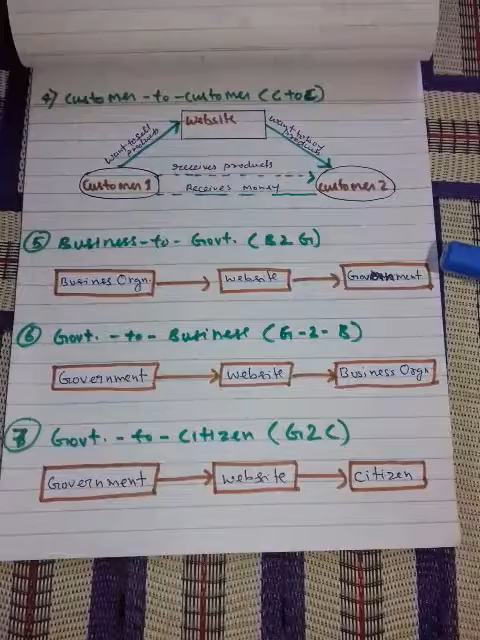 4) Customer-to-customer (C to C)
Website
Want to sell products
Want to buy products
receives products
Customer 1
Customer 2
Receives money
5 Business-to-Govt. (B2G)
Businees Orgn.
Website
Government
6 Govt.-to-Business (G-2-B)
Government
Website
Business Orgn
7 Govt.-to-Citizen (G2C)
Government
Website
Citizen